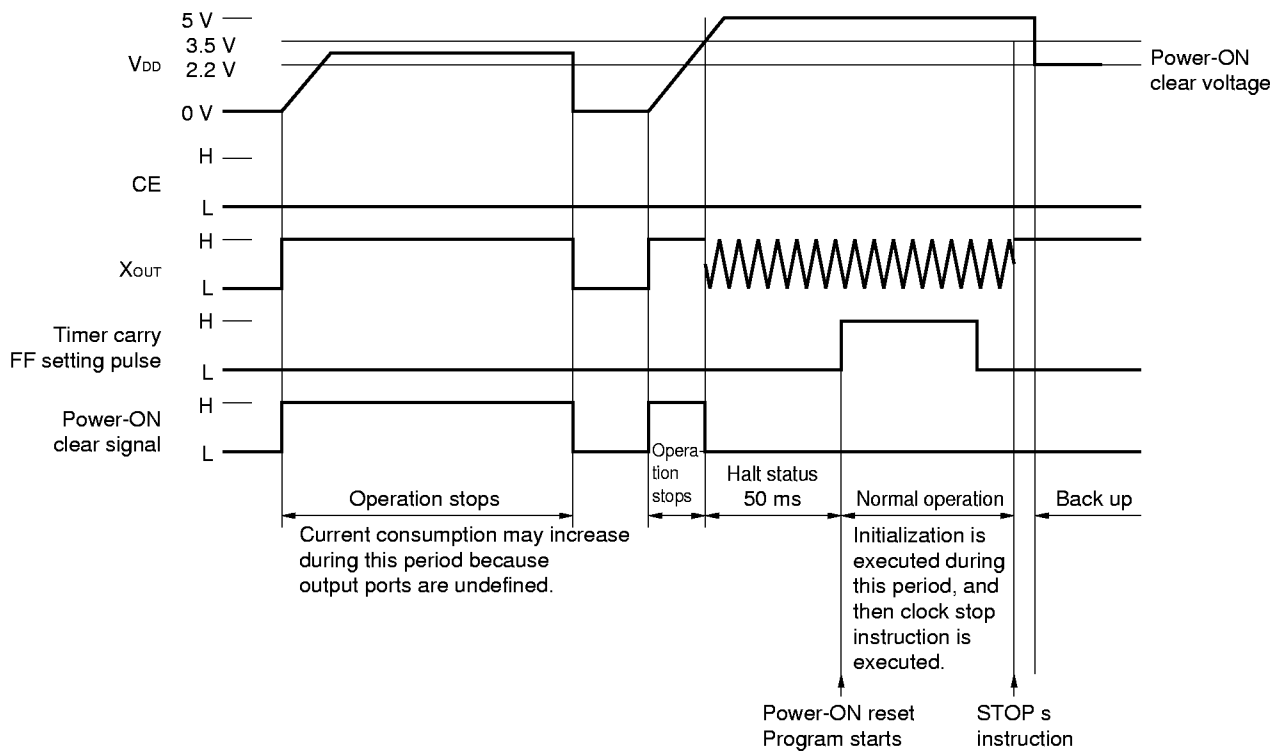 5 V
3.5 V
VDD
2.2 V
0 V
Power-ON
clear voltage
H
CE
L
H
XOUT
L
H
Timer carry
FF setting pulse
L
H
Power-ON
clear signal
L
Operation stops
Opera-
tion
stops
Halt status
50 ms
Normal operation
Back up
Current consumption may increase
during this period because
output ports are undefined.
Initialization is
executed during
this period, and
then clock stop
instruction is
executed.
Power-ON reset
Program starts
STOP s
instruction